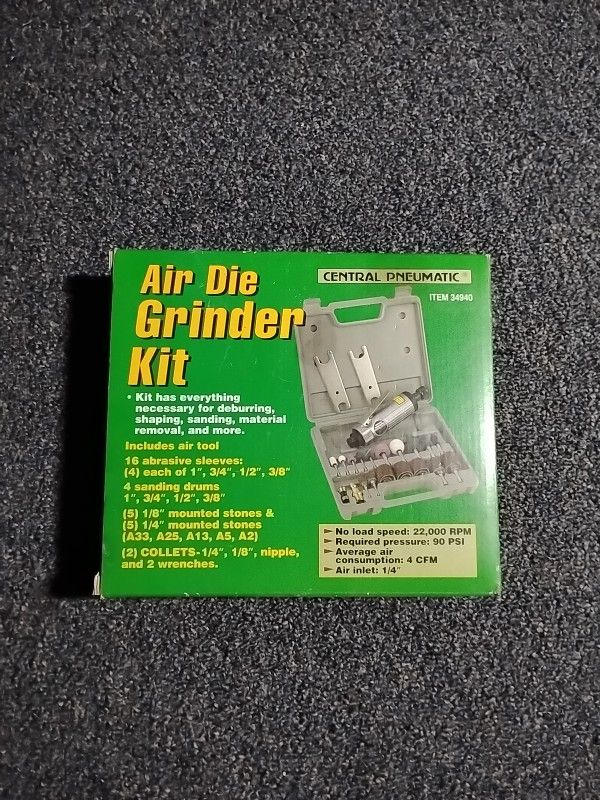 Air Die
Grinder
Kit
CENTRAL PNEUMATIC®
ITEM 34940
• Kit has everything
necessary for deburring,
shaping, sanding, material
removal, and more.
Includes air tool
16 abrasive sleeves:
(4) each of 1", 3/4", 1/2", 3/8"
4 sanding drums
1", 3/4", 1/2", 3/8"
(5) 1/8" mounted stones &
(5) 1/4" mounted stones
(A33, A25, A13, A5, A2)
(2) COLLETS-1/4", 1/8", nipple,
and 2 wrenches.
➤ No load speed: 22,000 RPM
➤ Required pressure: 90 PSI
➤ Average air
consumption: 4 CFM
➤ Air inlet: 1/4"